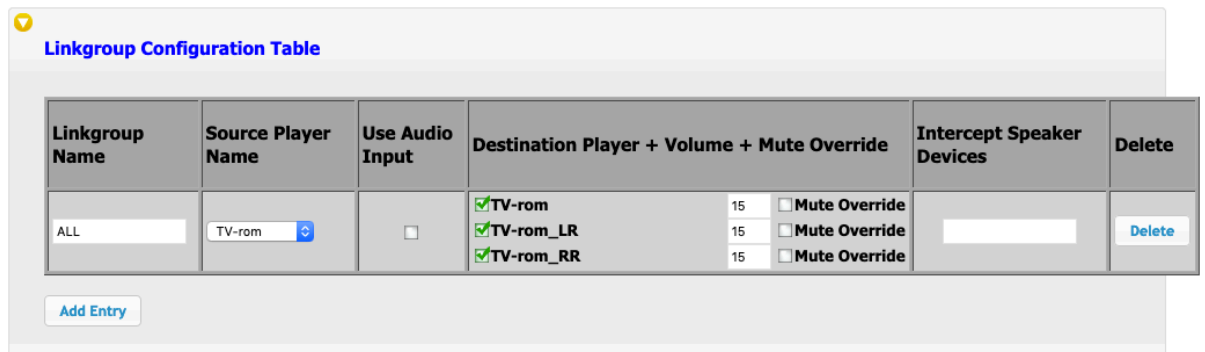 Linkgroup Configuration Table
Linkgroup Name Source Player Name Use Audio Input Destination Player + Volume + Mute Override Intercept Speaker Devices Delete
ALL TV-rom TV-rom 15 Mute Override Delete
TV-rom_LR 15 Mute Override
TV-rom_RR 15 Mute Override
Add Entry